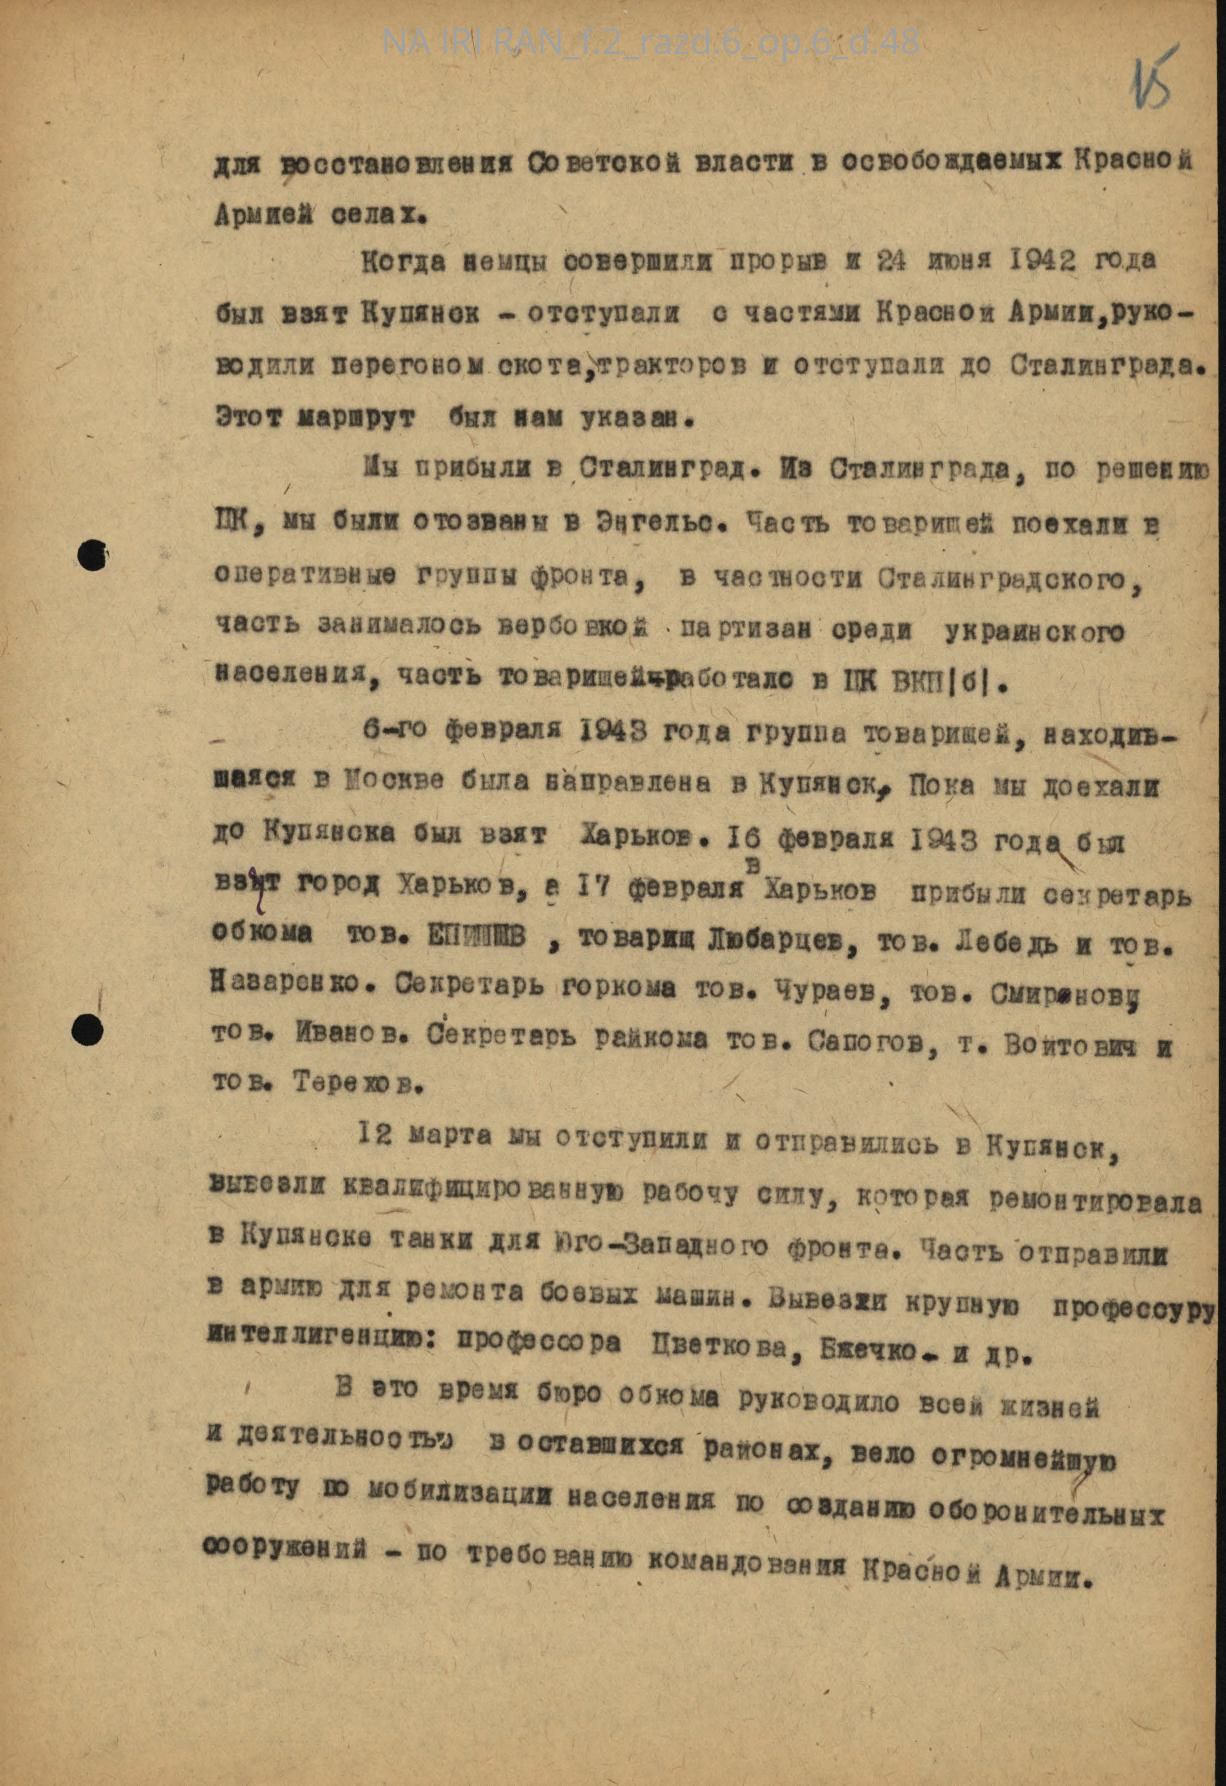 NA IRI RAN_f.2_razd.6_op.6_d.48
15
для восстановления Советской власти в освобождаемых Красной
Армией селах.
Когда немцы совершили прорыв и 24 июня 1942 года
был взят Купянск - отступали с частями Красной Армии, руко-
водили перегоном скота, тракторов и отступали до Сталинграда.
Этот маршрут был нам указан.
Мы прибыли в Сталинград. Из Сталинграда, по решению
ЦК, мы были отозваны в Энгельс. Часть товарищей поехали в
оперативные группы фронта, в частности Сталинградского,
часть занималось вербовкой партизан среди украинского
населения, часть товарищей работало в ЦК ВКП|б|.
6-го февраля 1943 года группа товарищей, находив-
шаяся в Москве была направлена в Купянск. Пока мы доехали
до Купянска был взят Харьков. 16 февраля 1943 года был
взят город Харьков, а 17 февраля в Харьков прибыли секретарь
обкома тов. ЕПИШЕВ, товарищ Любарцев, тов. Лебедь и тов.
Назаренко. Секретарь горкома тов. Чураев, тов. Смирнов,
тов. Иванов. Секретарь райкома тов. Сапогов, т. Войтович и
тов. Терехов.
12 марта мы отступили и отправились в Купянск,
вывезли квалифицированную рабочу силу, которая ремонтировала
в Купянске танки для Юго-Западного фронта. Часть отправили
в армию для ремонта боевых машин. Вывезли крупную профессуру
интеллигенцию: профессора Цветкова, Бжечко - и др.
В это время бюро обкома руководило всей жизней
и деятельностью в оставшихся районах, вело огромнейшую
работу по мобилизации населения по созданию оборонительных
сооружений - по требованию командования Красной Армии.